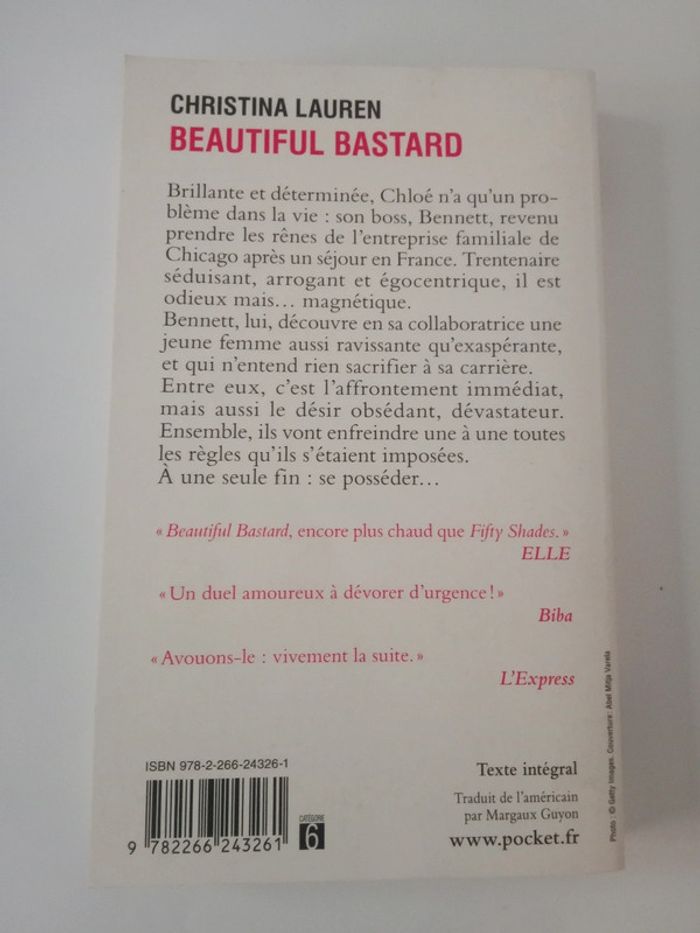 CHRISTINA LAUREN
BEAUTIFUL BASTARD
Brillante et déterminée, Chloé n'a qu'un pro-
blème dans la vie : son boss, Bennett, revenu
prendre les rênes de l'entreprise familiale de
Chicago après un séjour en France. Trentenaire
séduisant, arrogant et égocentrique, il est
odieux mais... magnétique.
Bennett, lui, découvre en sa collaboratrice une
jeune femme aussi ravissante qu'exaspérante,
et qui n'entend rien sacrifier à sa carrière.
Entre eux, c'est l'affrontement immédiat,
mais aussi le désir obsédant, dévastateur.
Ensemble, ils vont enfreindre une à une toutes
les règles qu'ils s'étaient imposées.
À une seule fin : se posséder...
« Beautiful Bastard, encore plus chaud que Fifty Shades. »
ELLE
« Un duel amoureux à dévorer d'urgence ! »
Biba
« Avouons-le : vivement la suite. »
L'Express
ISBN 978-2-266-24326-1
9 782266 243261
CATÉGORIE
6
Texte intégral
Traduit de l'américain
par Margaux Guyon
www.pocket.fr
Photo : © Getty Images. Couverture: Abel Mitja Varela